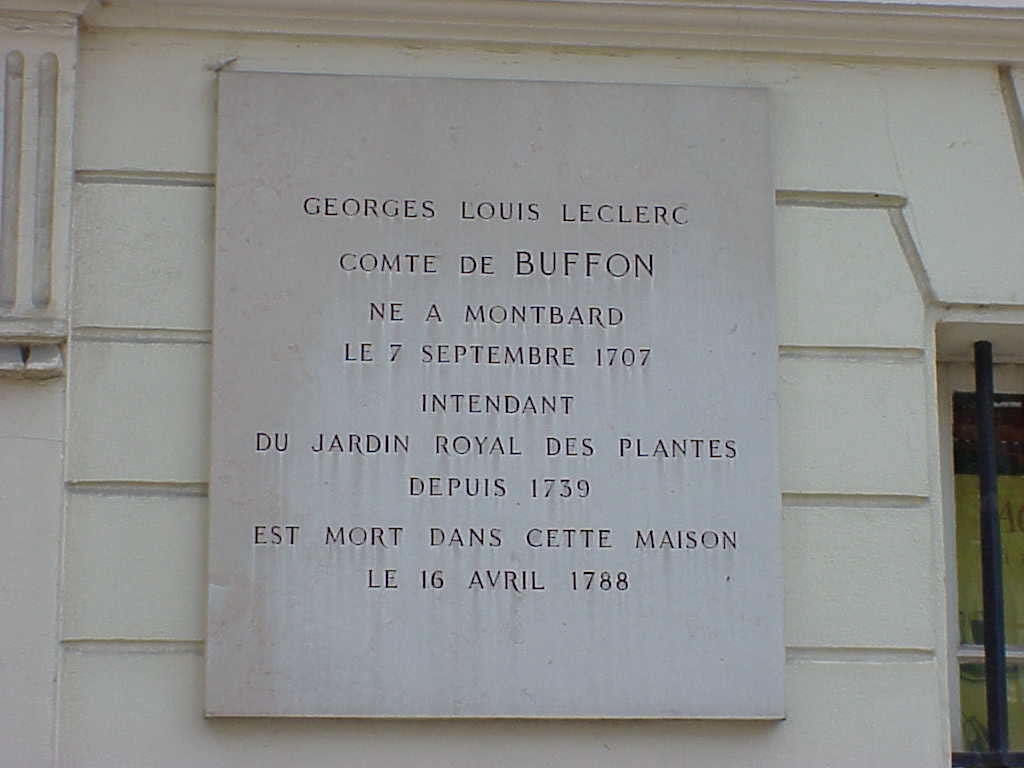 GEORGES LOUIS LECLERC
COMTE DE BUFFON
NE A MONTBARD
LE 7 SEPTEMBRE 1707
INTENDANT
DU JARDIN ROYAL DES PLANTES
DEPUIS 1739
EST MORT DANS CETTE MAISON
LE 16 AVRIL 1788